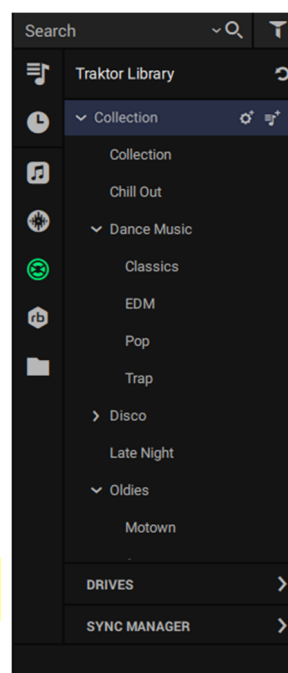 Search
Traktor Library
Collection
Collection
Chill Out
Dance Music
Classics
EDM
Pop
Trap
Disco
Late Night
Oldies
Motown
DRIVES
SYNC MANAGER
rb